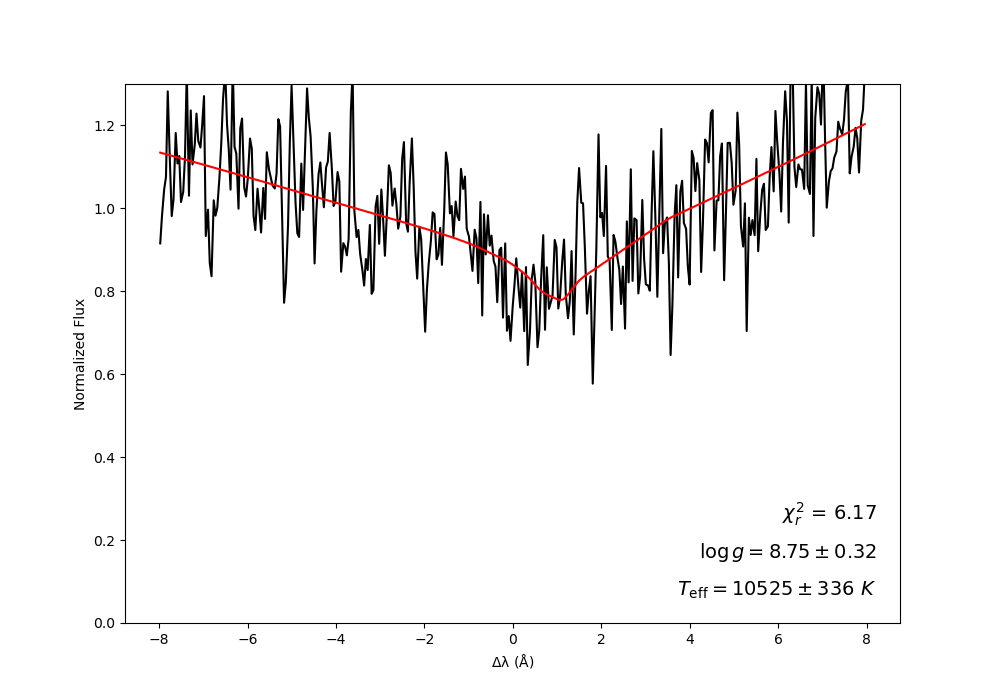 1.2
1.0
0.8
0.6
0.4
0.2
0.0
Normalized Flux
χ²ᵣ = 6.17
log g = 8.75 ± 0.32
T_eff = 10525 ± 336 K
−8 −6 −4 −2 0 2 4 6 8
Δλ (Å)